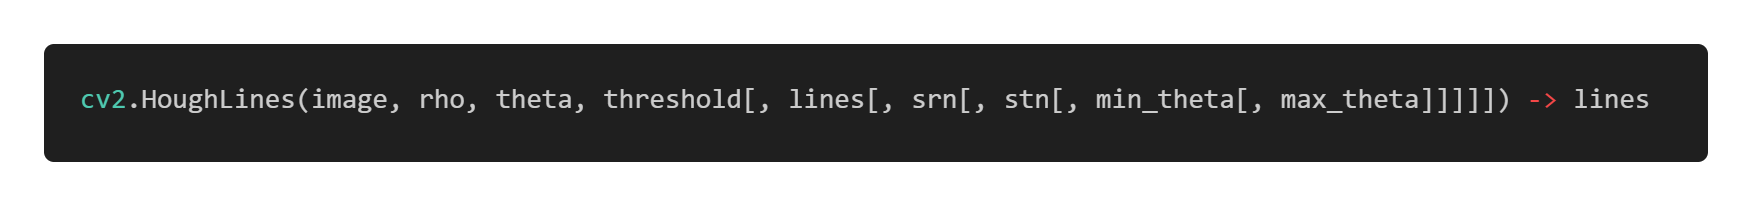 cv2.HoughLines(image, rho, theta, threshold[, lines[, srn[, stn[, min_theta[, max_theta]]]]]) -> lines